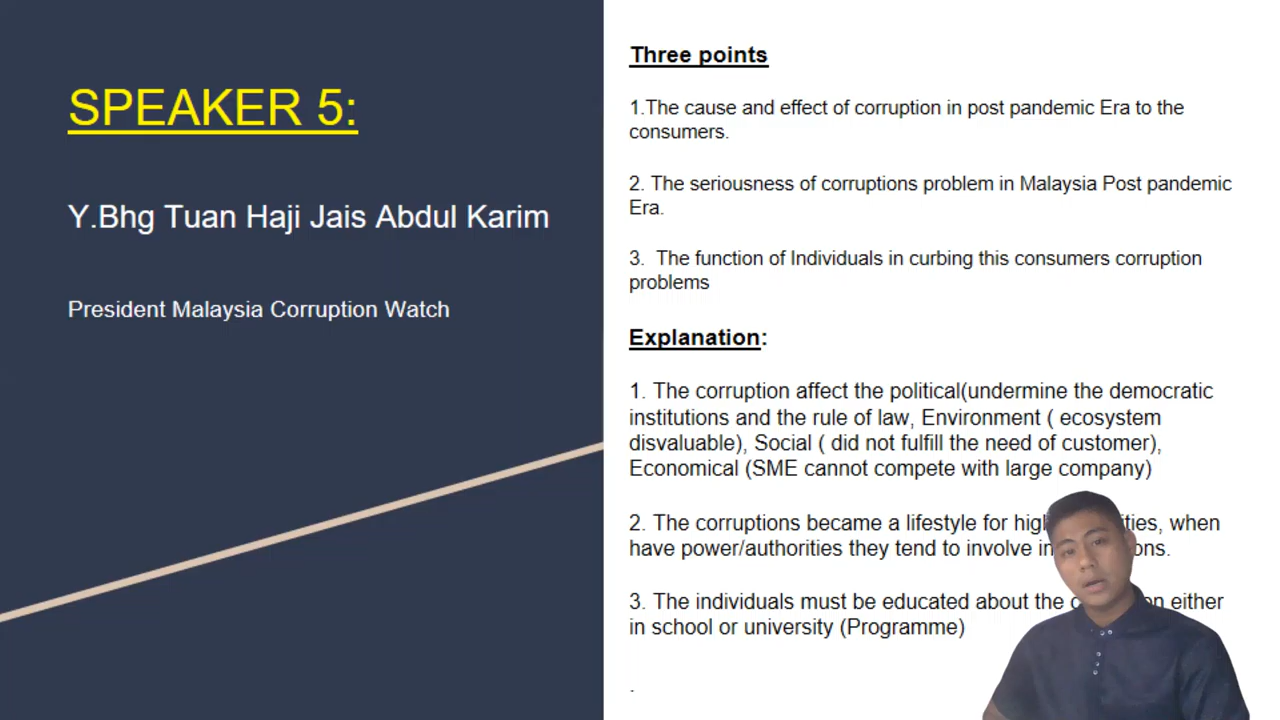 SPEAKER 5:
Y.Bhg Tuan Haji Jais Abdul Karim
President Malaysia Corruption Watch
Three points
1.The cause and effect of corruption in post pandemic Era to the
consumers.
2. The seriousness of corruptions problem in Malaysia Post pandemic
Era.
3. The function of Individuals in curbing this consumers corruption
problems
Explanation:
1. The corruption affect the political(undermine the democratic
institutions and the rule of law, Environment ( ecosystem
disvaluable), Social ( did not fulfill the need of customer),
Economical (SME cannot compete with large company)
2. The corruptions became a lifestyle for when
have power/authorities they tend to involve
3. The individuals must be educated about the either
in school or university (Programme)
.